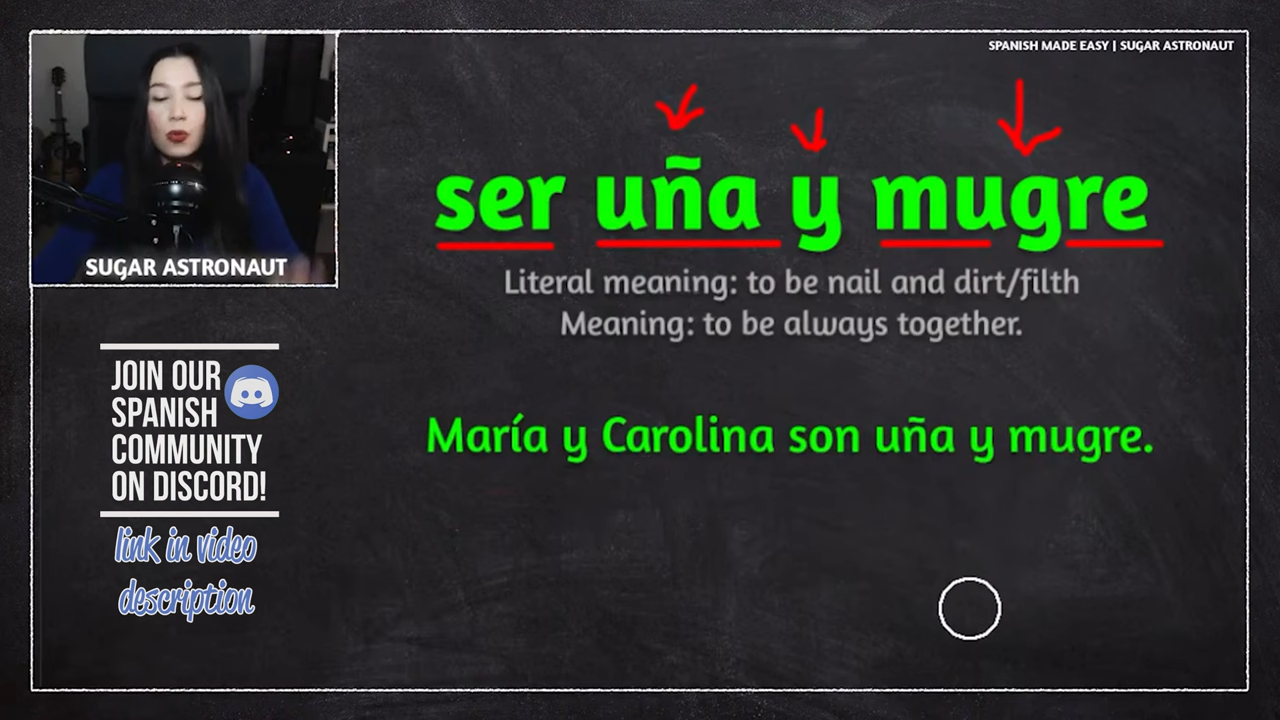 SPANISH MADE EASY | SUGAR ASTRONAUT
ser uña y mugre
Literal meaning: to be nail and dirt/filth
Meaning: to be always together.
María y Carolina son uña y mugre.
SUGAR ASTRONAUT
JOIN OUR
SPANISH
COMMUNITY
ON DISCORD!
link in video
description